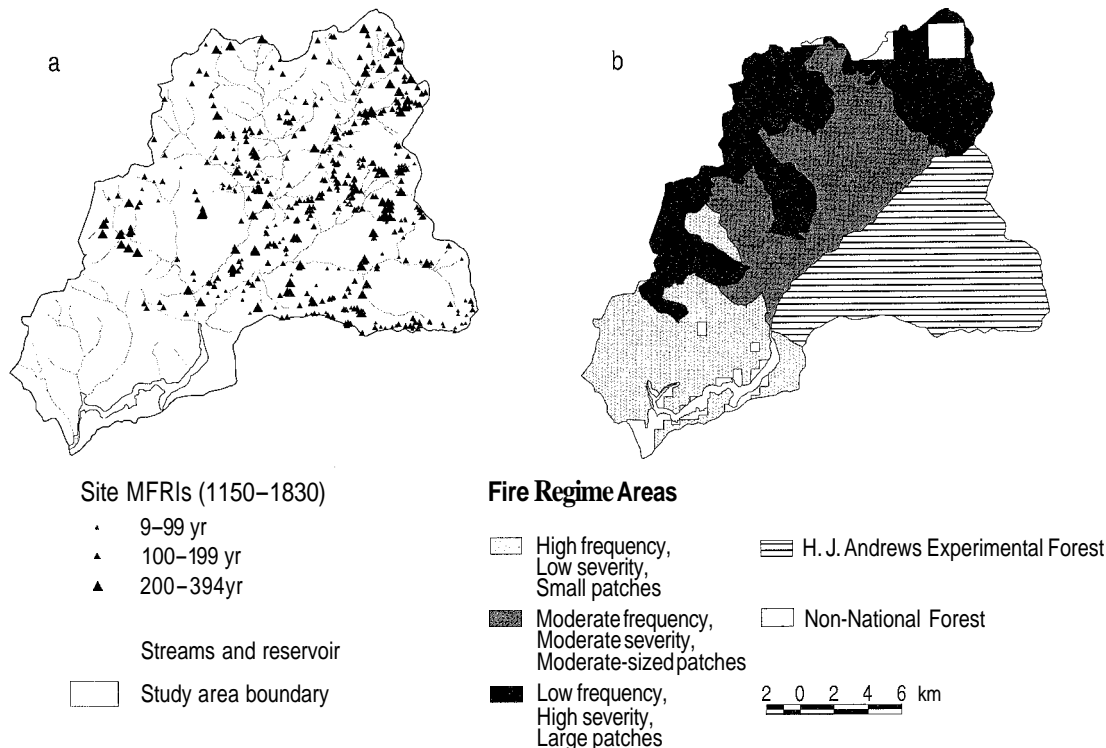 a
b
Site MFRIs (1150–1830)
9–99 yr
100–199 yr
200–394yr
Streams and reservoir
Study area boundary
Fire Regime Areas
High frequency,
Low severity,
Small patches
Moderate frequency,
Moderate severity,
Moderate-sized patches
Low frequency,
High severity,
Large patches
H. J. Andrews Experimental Forest
Non-National Forest
2 0 2 4 6 km